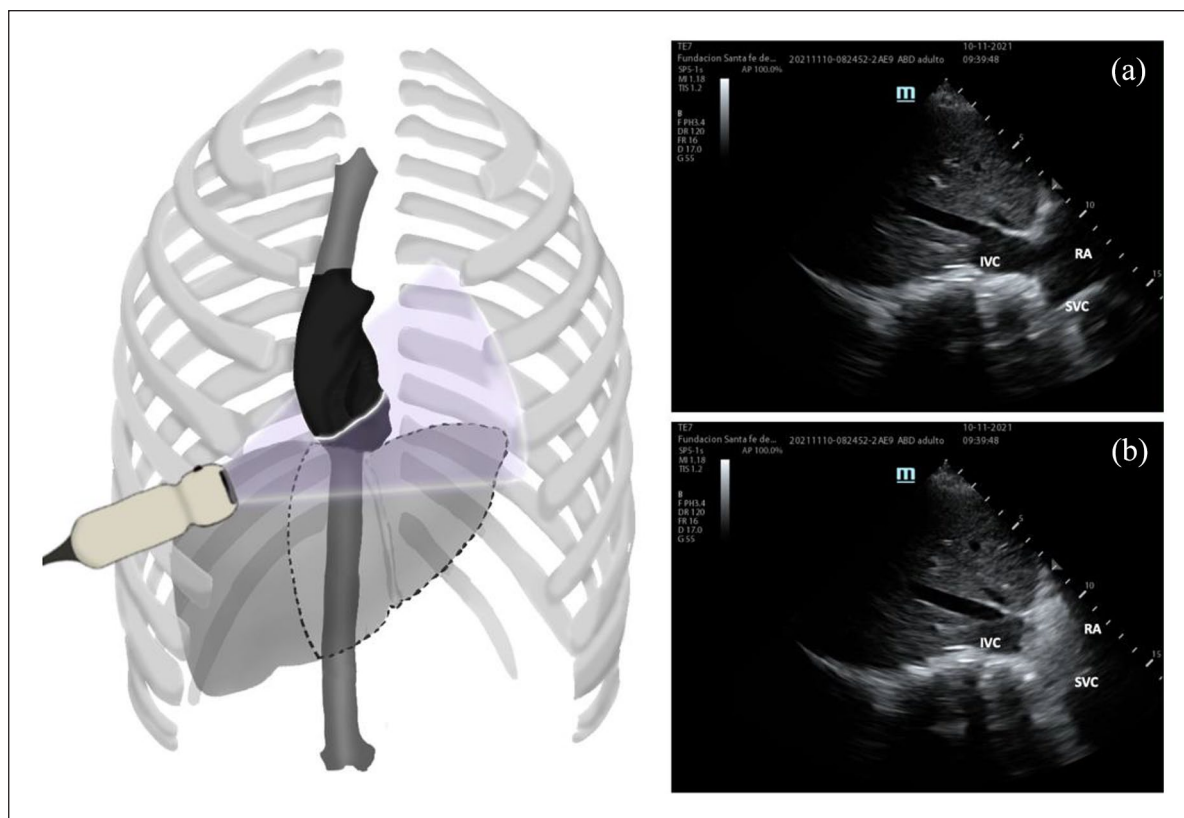 TE7
10-11-2021
Fundacion Santa fe de... 20211110-082452-2AE9 ABD adulto 09:39:48
SP5-1s AP 100.0%
MI 1.18
TIS 1.2
(a)
m
B
F PH3.4
DR 120
FR 16
D 17.0
G 55
5
10
15
IVC
RA
SVC
TE7
10-11-2021
Fundacion Santa fe de... 20211110-082452-2AE9 ABD adulto 09:39:48
SP5-1s AP 100.0%
MI 1.18
TIS 1.2
(b)
m
B
F PH3.4
DR 120
FR 16
D 17.0
G 55
5
10
15
IVC
RA
SVC